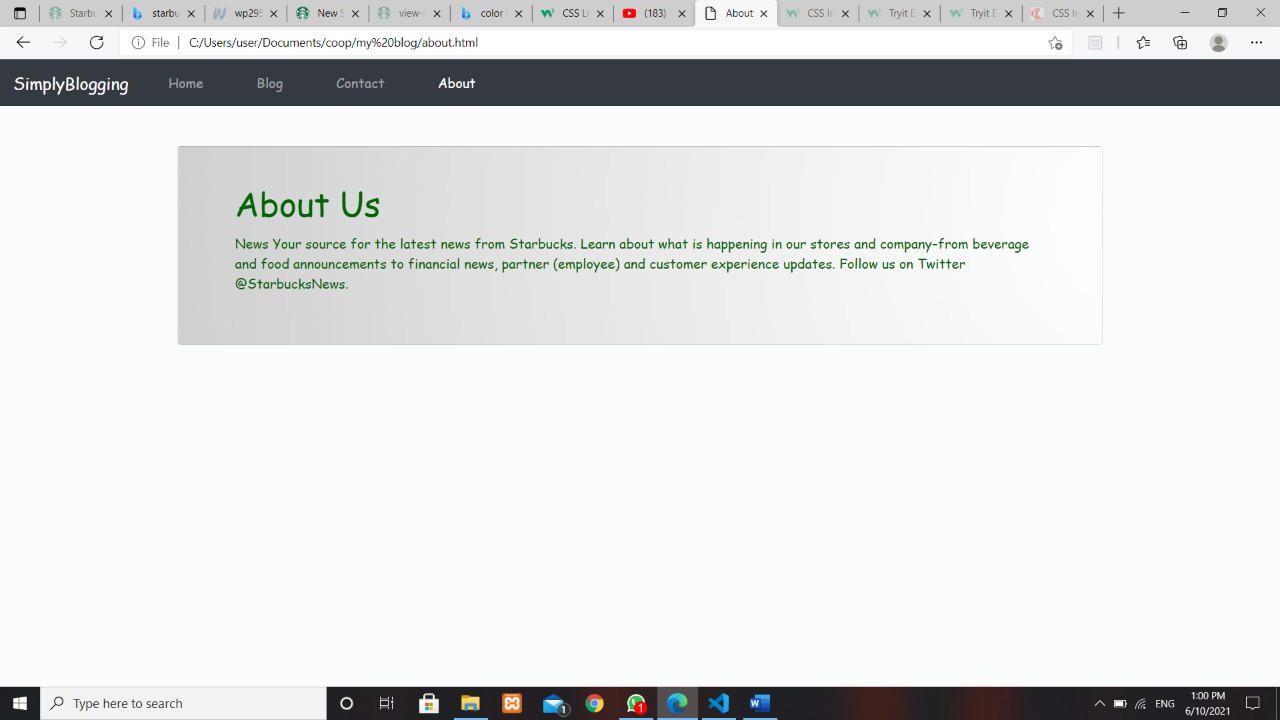 Starbu
starbu
wp295
New S
view-s
color
CSS Le
(183)
About
CSS In
Tryit E
Tryit E
CSS In
File
C:/Users/user/Documents/coop/my%20blog/about.html
SimplyBlogging
Home
Blog
Contact
About
About Us
News Your source for the latest news from Starbucks. Learn about what is happening in our stores and company–from beverage
and food announcements to financial news, partner (employee) and customer experience updates. Follow us on Twitter
@StarbucksNews.
Type here to search
1
1
ENG
1:00 PM
6/10/2021